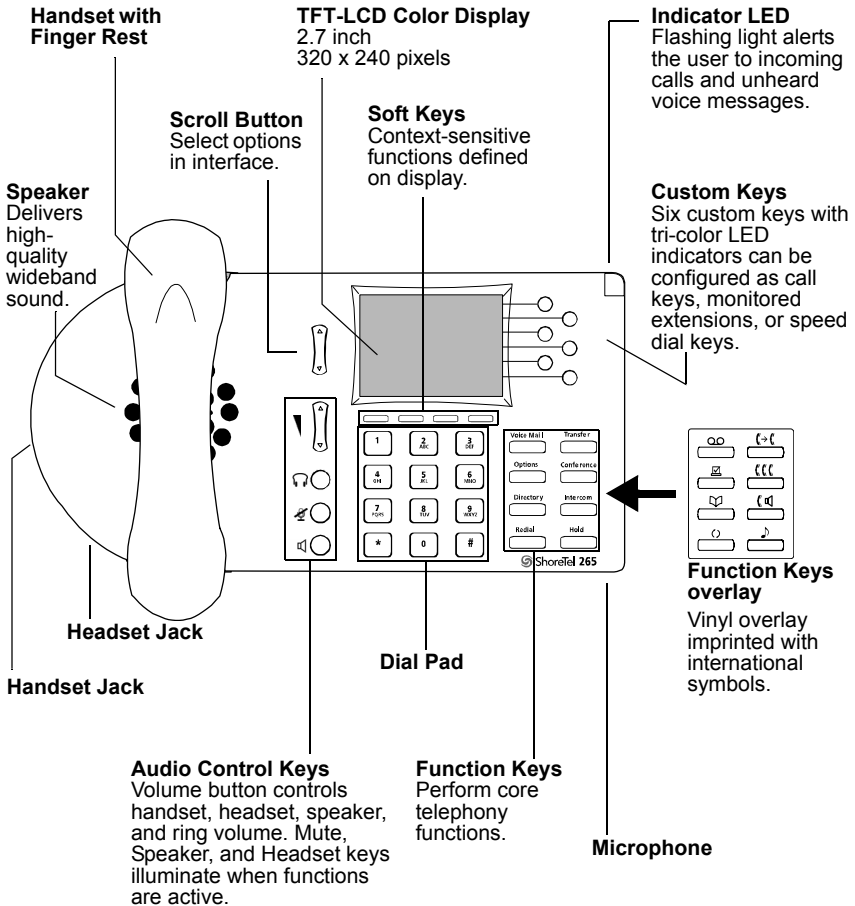 Handset with
Finger Rest
TFT-LCD Color Display
2.7 inch
320 x 240 pixels
Indicator LED
Flashing light alerts
the user to incoming
calls and unheard
voice messages.
Scroll Button
Select options
in interface.
Soft Keys
Context-sensitive
functions defined
on display.
Speaker
Delivers
high-
quality
wideband
sound.
Custom Keys
Six custom keys with
tri-color LED
indicators can be
configured as call
keys, monitored
extensions, or speed
dial keys.
1
2
ABC
3
DEF
4
GHI
5
JKL
6
MNO
7
PQRS
8
TUV
9
WXYZ
*
0
#
Voice Mail
Transfer
Options
Conference
Directory
Intercom
Redial
Hold
ShoreTel 265
Function Keys
overlay
Vinyl overlay
imprinted with
international
symbols.
Headset Jack
Handset Jack
Dial Pad
Audio Control Keys
Volume button controls
handset, headset, speaker,
and ring volume. Mute,
Speaker, and Headset keys
illuminate when functions
are active.
Function Keys
Perform core
telephony
functions.
Microphone